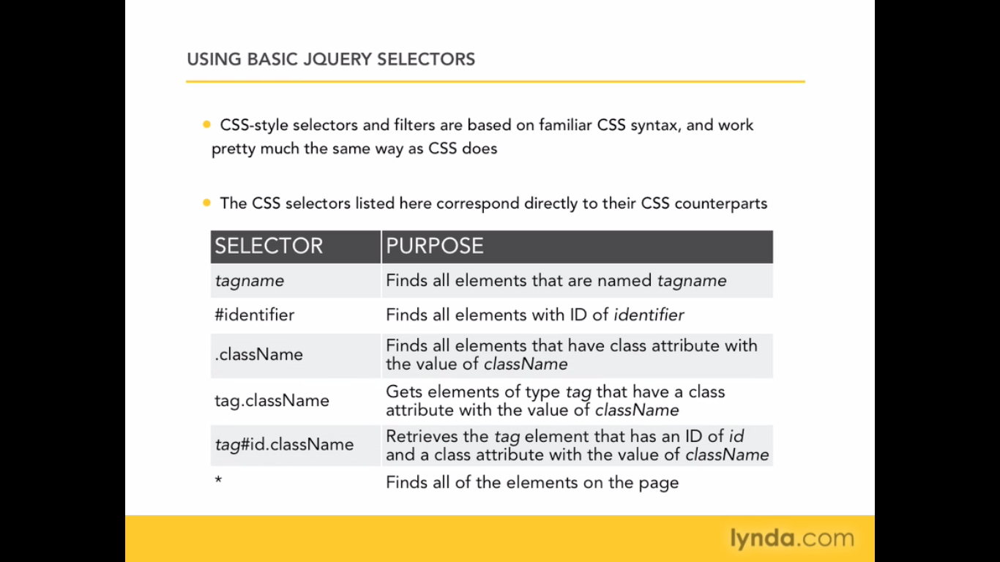 USING BASIC JQUERY SELECTORS
CSS-style selectors and filters are based on familiar CSS syntax, and work
pretty much the same way as CSS does
The CSS selectors listed here correspond directly to their CSS counterparts
SELECTOR PURPOSE
tagname Finds all elements that are named tagname
#identifier Finds all elements with ID of identifier
.className Finds all elements that have class attribute with
the value of className
tag.className Gets elements of type tag that have a class
attribute with the value of className
tag#id.className Retrieves the tag element that has an ID of id
and a class attribute with the value of className
* Finds all of the elements on the page
lynda.com